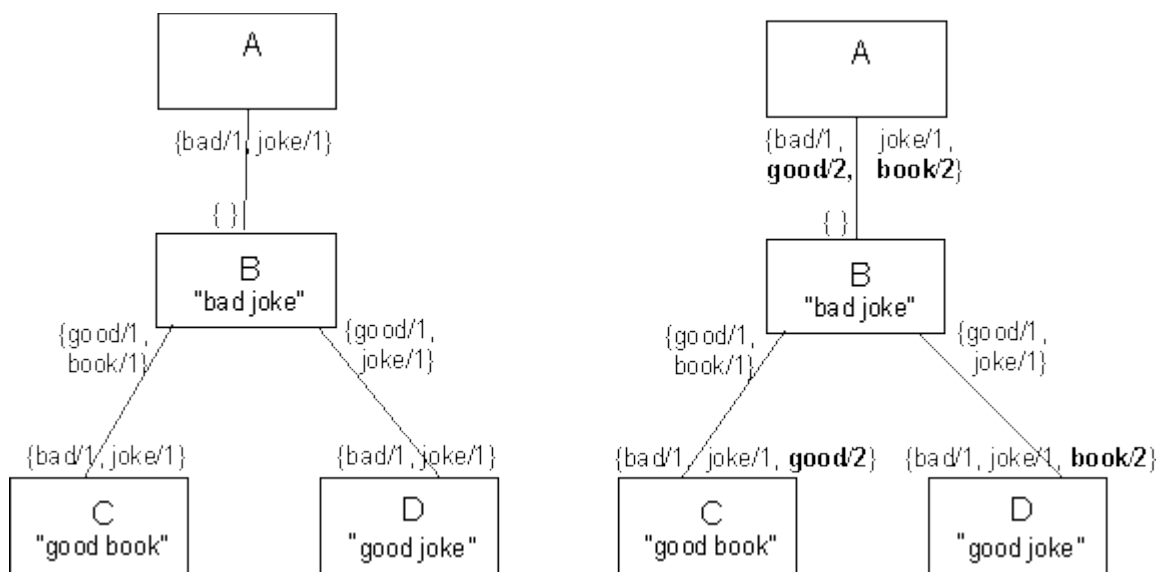 A
{bad/1, joke/1}
{ }
B
"bad joke"
{good/1,
book/1}
{good/1,
joke/1}
{bad/1, joke/1}
{bad/1, joke/1}
C
"good book"
D
"good joke"
A
{bad/1, joke/1,
good/2, book/2}
{ }
B
"bad joke"
{good/1,
book/1}
{good/1,
joke/1}
{bad/1, joke/1, good/2}
{bad/1, joke/1, book/2}
C
"good book"
D
"good joke"